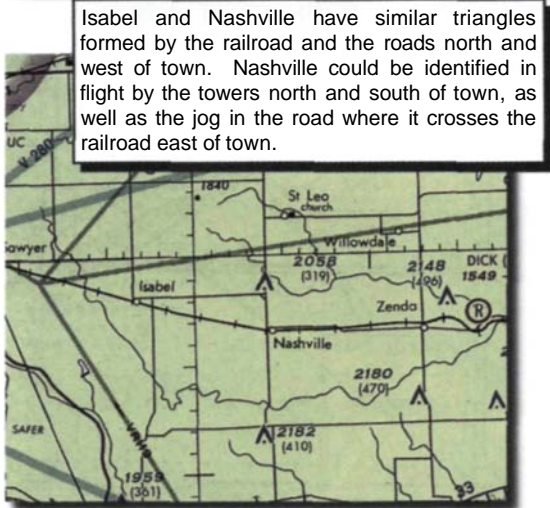 Isabel and Nashville have similar triangles
formed by the railroad and the roads north and
west of town. Nashville could be identified in
flight by the towers north and south of town, as
well as the jog in the road where it crosses the
railroad east of town.
UC
V 280
1840
St Leo
church
Willowdale
awyer
2058
(319)
2148
(496)
DICK (
1549
Isabel
Zenda
R
Nashville
2180
(470)
SAFER
2182
(410)
1959
(361)
33